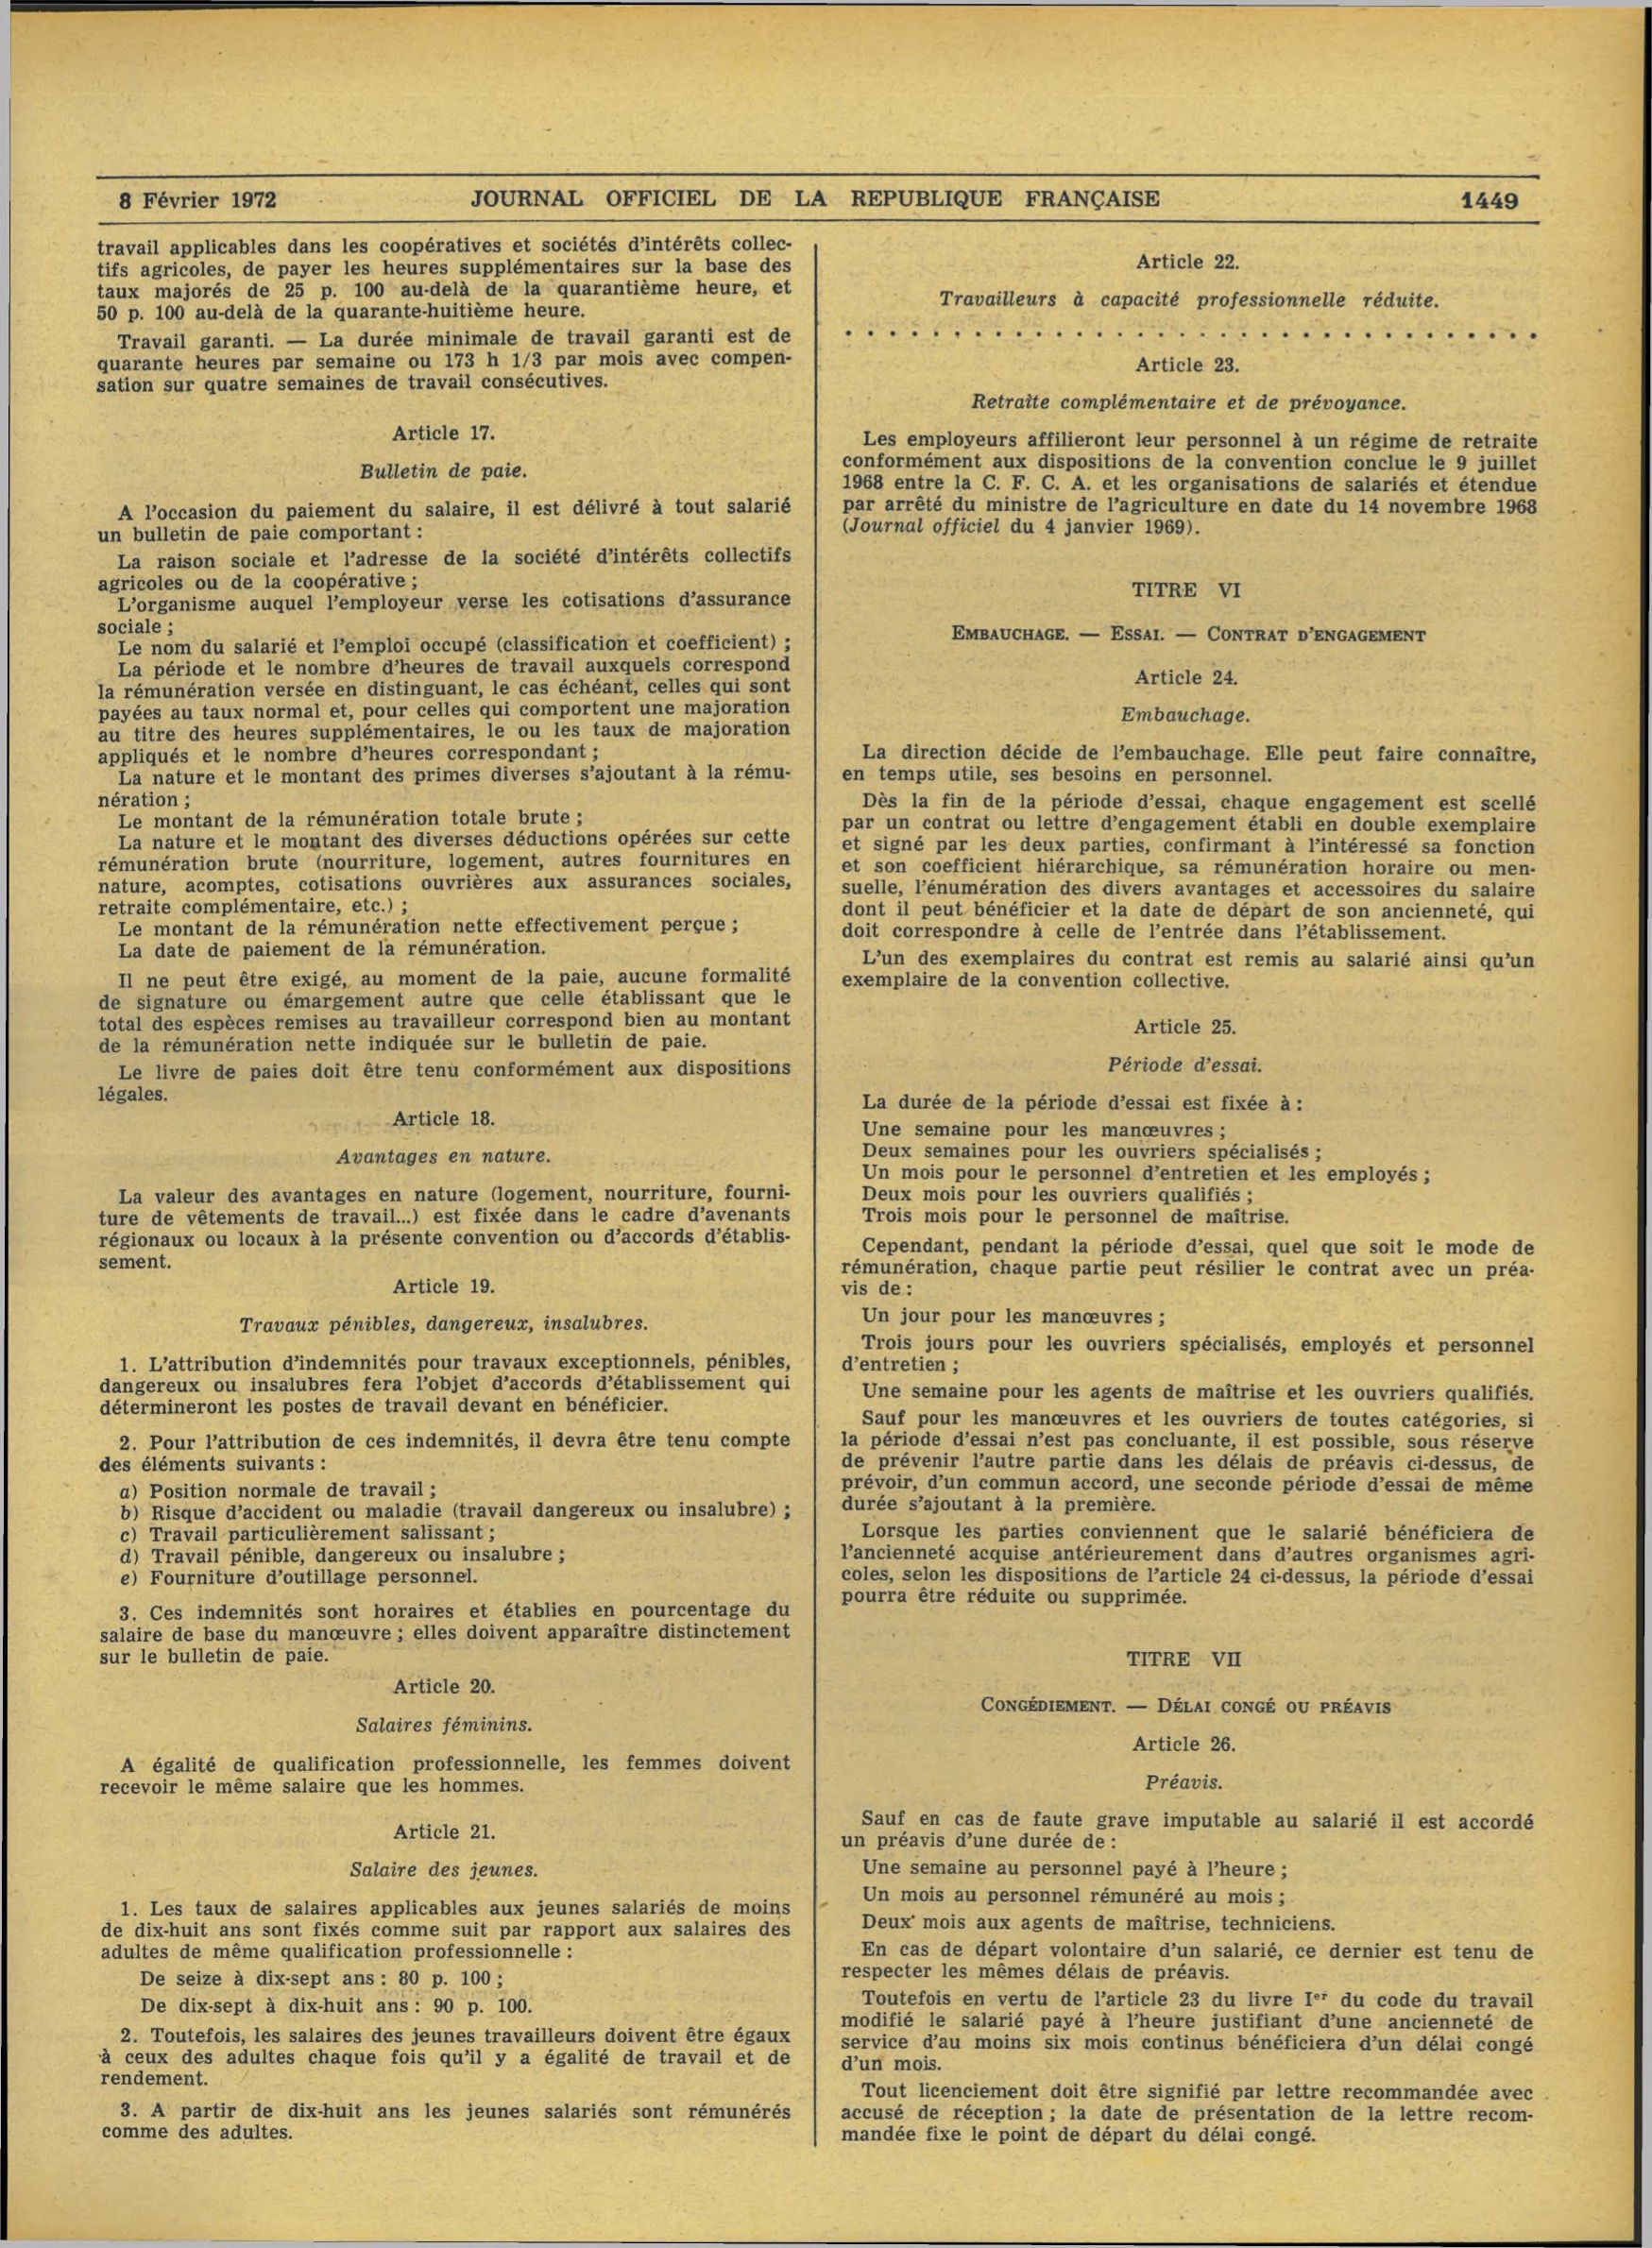 8 Février 1972 JOURNAL OFFICIEL DE LA REPUBLIQUE FRANÇAISE 1449
travail applicables dans les coopératives et sociétés d'intérêts collec-
tifs agricoles, de payer les heures supplémentaires sur la base des
taux majorés de 25 p. 100 au-delà de la quarantième heure, et
50 p. 100 au-delà de la quarante-huitième heure.
Travail garanti. — La durée minimale de travail garanti est de
quarante heures par semaine ou 173 h 1/3 par mois avec compen-
sation sur quatre semaines de travail consécutives.
Article 17.
Bulletin de paie.
A l'occasion du paiement du salaire, il est délivré à tout salarié
un bulletin de paie comportant :
La raison sociale et l'adresse de la société d'intérêts collectifs
agricoles ou de la coopérative ;
L'organisme auquel l'employeur verse les cotisations d'assurance
sociale ;
Le nom du salarié et l'emploi occupé (classification et coefficient) ;
La période et le nombre d'heures de travail auxquels correspond
la rémunération versée en distinguant, le cas échéant, celles qui sont
payées au taux normal et, pour celles qui comportent une majoration
au titre des heures supplémentaires, le ou les taux de majoration
appliqués et le nombre d'heures correspondant ;
La nature et le montant des primes diverses s'ajoutant à la rému-
nération ;
Le montant de la rémunération totale brute ;
La nature et le montant des diverses déductions opérées sur cette
rémunération brute (nourriture, logement, autres fournitures en
nature, acomptes, cotisations ouvrières aux assurances sociales,
retraite complémentaire, etc.) ;
Le montant de la rémunération nette effectivement perçue ;
La date de paiement de la rémunération.
Il ne peut être exigé, au moment de la paie, aucune formalité
de signature ou émargement autre que celle établissant que le
total des espèces remises au travailleur correspond bien au montant
de la rémunération nette indiquée sur le bulletin de paie.
Le livre de paies doit être tenu conformément aux dispositions
légales.
Article 18.
Avantages en nature.
La valeur des avantages en nature (logement, nourriture, fourni-
ture de vêtements de travail...) est fixée dans le cadre d'avenants
régionaux ou locaux à la présente convention ou d'accords d'établis-
sement.
Article 19.
Travaux pénibles, dangereux, insalubres.
1. L'attribution d'indemnités pour travaux exceptionnels, pénibles,
dangereux ou insalubres fera l'objet d'accords d'établissement qui
détermineront les postes de travail devant en bénéficier.
2. Pour l'attribution de ces indemnités, il devra être tenu compte
des éléments suivants :
a) Position normale de travail ;
b) Risque d'accident ou maladie (travail dangereux ou insalubre) ;
c) Travail particulièrement salissant ;
d) Travail pénible, dangereux ou insalubre ;
e) Fourniture d'outillage personnel.
3. Ces indemnités sont horaires et établies en pourcentage du
salaire de base du manœuvre ; elles doivent apparaître distinctement
sur le bulletin de paie.
Article 20.
Salaires féminins.
A égalité de qualification professionnelle, les femmes doivent
recevoir le même salaire que les hommes.
Article 21.
Salaire des jeunes.
1. Les taux de salaires applicables aux jeunes salariés de moins
de dix-huit ans sont fixés comme suit par rapport aux salaires des
adultes de même qualification professionnelle :
De seize à dix-sept ans : 80 p. 100 ;
De dix-sept à dix-huit ans : 90 p. 100.
2. Toutefois, les salaires des jeunes travailleurs doivent être égaux
à ceux des adultes chaque fois qu'il y a égalité de travail et de
rendement.
3. A partir de dix-huit ans les jeunes salariés sont rémunérés
comme des adultes.
Article 22.
Travailleurs à capacité professionnelle réduite.
. . . . . . . . . . . . . . . . . . . . . . . . . . . . . . . . .
Article 23.
Retraite complémentaire et de prévoyance.
Les employeurs affilieront leur personnel à un régime de retraite
conformément aux dispositions de la convention conclue le 9 juillet
1968 entre la C. F. C. A. et les organisations de salariés et étendue
par arrêté du ministre de l'agriculture en date du 14 novembre 1968
(Journal officiel du 4 janvier 1969).
TITRE VI
EMBAUCHAGE. — ESSAI. — CONTRAT D'ENGAGEMENT
Article 24.
Embauchage.
La direction décide de l'embauchage. Elle peut faire connaître,
en temps utile, ses besoins en personnel.
Dès la fin de la période d'essai, chaque engagement est scellé
par un contrat ou lettre d'engagement établi en double exemplaire
et signé par les deux parties, confirmant à l'intéressé sa fonction
et son coefficient hiérarchique, sa rémunération horaire ou men-
suelle, l'énumération des divers avantages et accessoires du salaire
dont il peut bénéficier et la date de départ de son ancienneté, qui
doit correspondre à celle de l'entrée dans l'établissement.
L'un des exemplaires du contrat est remis au salarié ainsi qu'un
exemplaire de la convention collective.
Article 25.
Période d'essai.
La durée de la période d'essai est fixée à :
Une semaine pour les manœuvres ;
Deux semaines pour les ouvriers spécialisés ;
Un mois pour le personnel d'entretien et les employés ;
Deux mois pour les ouvriers qualifiés ;
Trois mois pour le personnel de maîtrise.
Cependant, pendant la période d'essai, quel que soit le mode de
rémunération, chaque partie peut résilier le contrat avec un préa-
vis de :
Un jour pour les manœuvres ;
Trois jours pour les ouvriers spécialisés, employés et personnel
d'entretien ;
Une semaine pour les agents de maîtrise et les ouvriers qualifiés.
Sauf pour les manœuvres et les ouvriers de toutes catégories, si
la période d'essai n'est pas concluante, il est possible, sous réserve
de prévenir l'autre partie dans les délais de préavis ci-dessus, de
prévoir, d'un commun accord, une seconde période d'essai de même
durée s'ajoutant à la première.
Lorsque les parties conviennent que le salarié bénéficiera de
l'ancienneté acquise antérieurement dans d'autres organismes agri-
coles, selon les dispositions de l'article 24 ci-dessus, la période d'essai
pourra être réduite ou supprimée.
TITRE VII
CONGÉDIEMENT. — DÉLAI CONGÉ OU PRÉAVIS
Article 26.
Préavis.
Sauf en cas de faute grave imputable au salarié il est accordé
un préavis d'une durée de :
Une semaine au personnel payé à l'heure ;
Un mois au personnel rémunéré au mois ;
Deux mois aux agents de maîtrise, techniciens.
En cas de départ volontaire d'un salarié, ce dernier est tenu de
respecter les mêmes délais de préavis.
Toutefois en vertu de l'article 23 du livre Ier du code du travail
modifié le salarié payé à l'heure justifiant d'une ancienneté de
service d'au moins six mois continus bénéficiera d'un délai congé
d'un mois.
Tout licenciement doit être signifié par lettre recommandée avec
accusé de réception ; la date de présentation de la lettre recom-
mandée fixe le point de départ du délai congé.